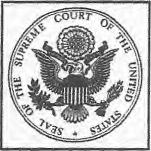 SEAL OF THE SUPREME COURT OF THE UNITED STATES